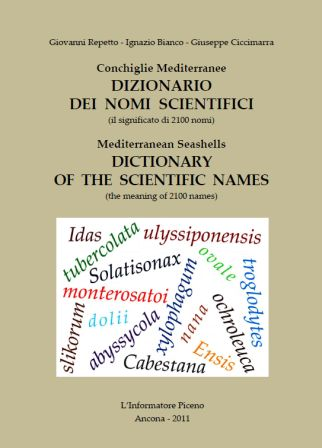 Giovanni Repetto - Ignazio Bianco - Giuseppe Ciccimarra
Conchiglie Mediterranee
DIZIONARIO
DEI NOMI SCIENTIFICI
(il significato di 2100 nomi)
Mediterranean Seashells
DICTIONARY
OF THE SCIENTIFIC NAMES
(the meaning of 2100 names)
Idas
ulyssiponensis
tubercolata
ovale
Solatisonax
troglodytes
monterosatoi
xylophagum
dolii
ochroleuca
slikorum
abyssycola
nana
Ensis
Cabestana
L'Informatore Piceno
Ancona - 2011